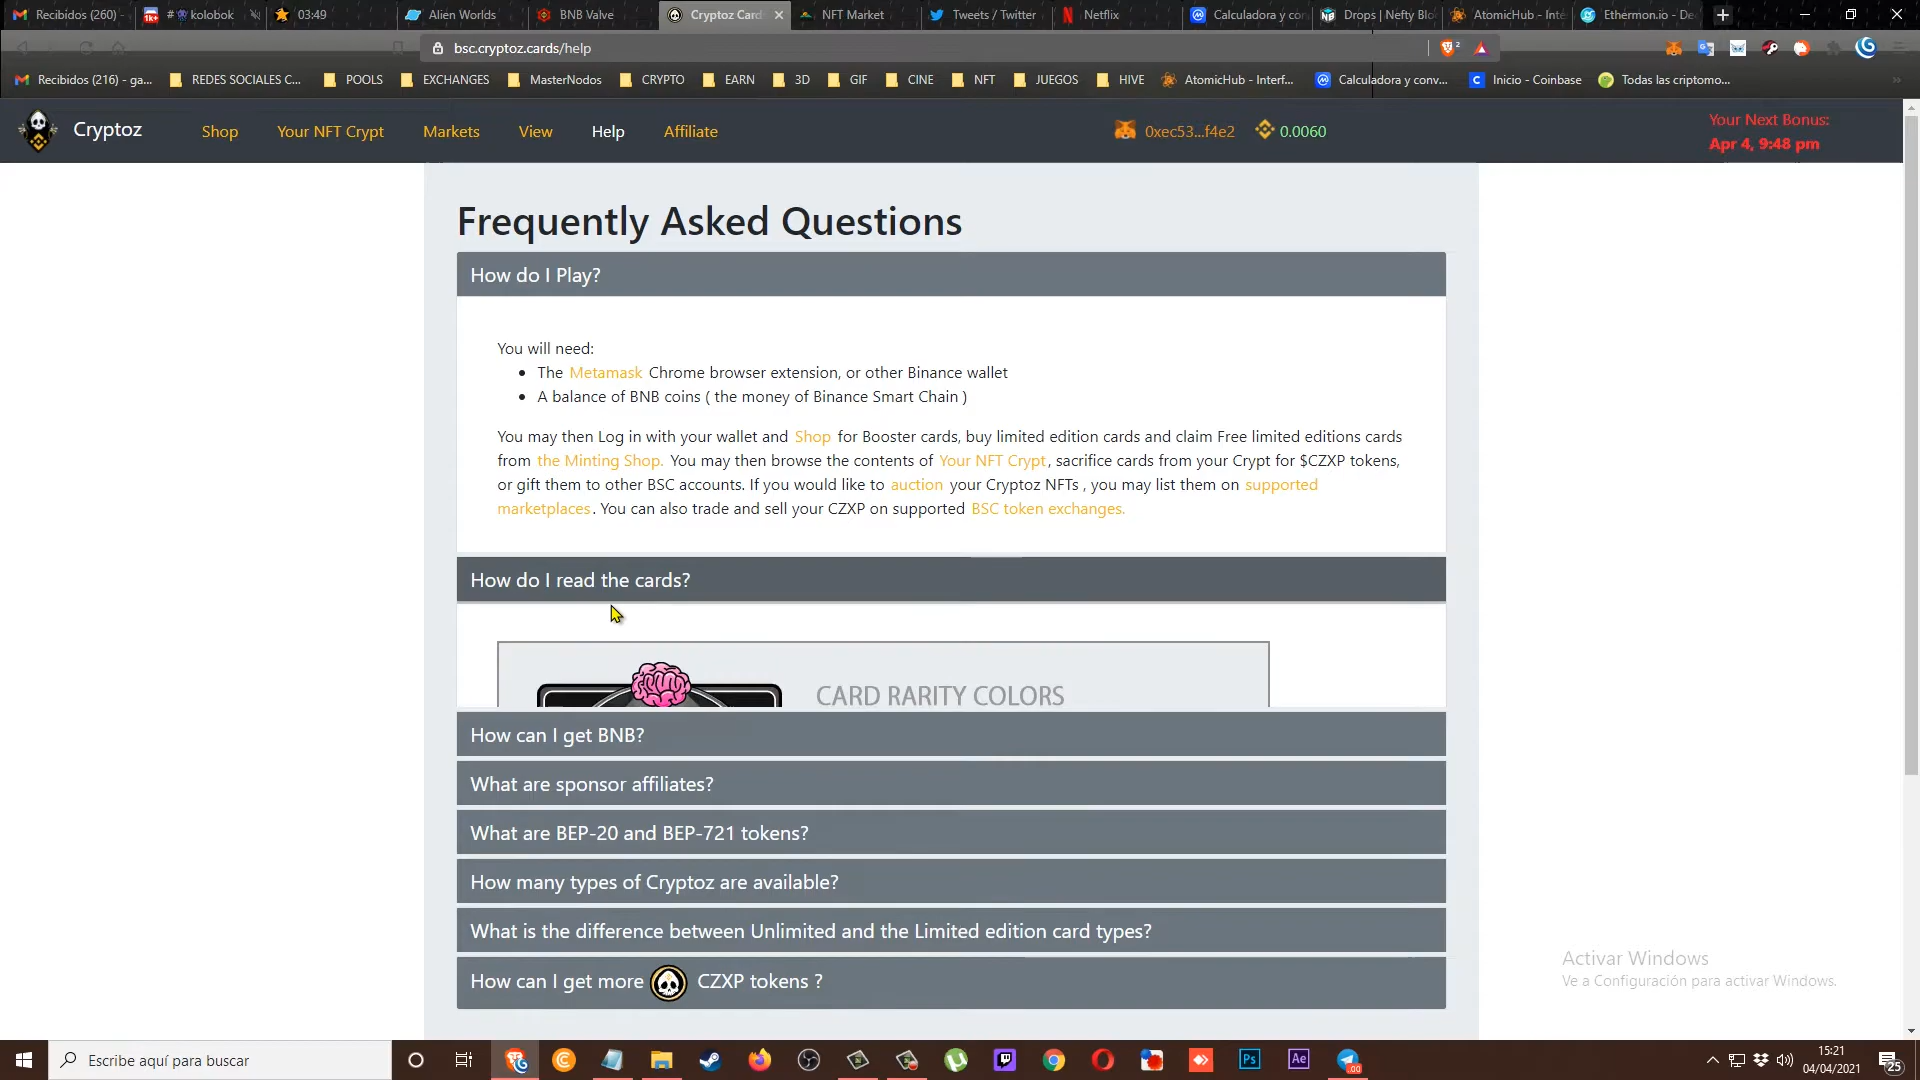 Recibidos (260) -
1k+
# kolobok
03:49
Alien Worlds
BNB Valve
Cryptoz Card
NFT Market
Tweets / Twitter
Netflix
Calculadora y con
Drops | Nefty Blo
AtomicHub - Inte
Ethermon.io - De
bsc.cryptoz.cards/help
2
Recibidos (216) - ga...
REDES SOCIALES C...
POOLS
EXCHANGES
MasterNodos
CRYPTO
EARN
3D
GIF
CINE
NFT
JUEGOS
HIVE
AtomicHub - Interf...
Calculadora y conv...
Inicio - Coinbase
Todas las criptomo...
Cryptoz
Shop
Your NFT Crypt
Markets
View
Help
Affiliate
0xec53...f4e2
0.0060
Your Next Bonus:
Apr 4, 9:48 pm
Frequently Asked Questions
How do I Play?
You will need:
• The Metamask Chrome browser extension, or other Binance wallet
• A balance of BNB coins ( the money of Binance Smart Chain )
You may then Log in with your wallet and Shop for Booster cards, buy limited edition cards and claim Free limited editions cards
from the Minting Shop. You may then browse the contents of Your NFT Crypt, sacrifice cards from your Crypt for $CZXP tokens,
or gift them to other BSC accounts. If you would like to auction your Cryptoz NFTs , you may list them on supported
marketplaces. You can also trade and sell your CZXP on supported BSC token exchanges.
How do I read the cards?
CARD RARITY COLORS
How can I get BNB?
What are sponsor affiliates?
What are BEP-20 and BEP-721 tokens?
How many types of Cryptoz are available?
What is the difference between Unlimited and the Limited edition card types?
How can I get more CZXP tokens ?
Activar Windows
Ve a Configuración para activar Windows.
Escribe aquí para buscar
Ps
Ae
.00
15:21
04/04/2021
25